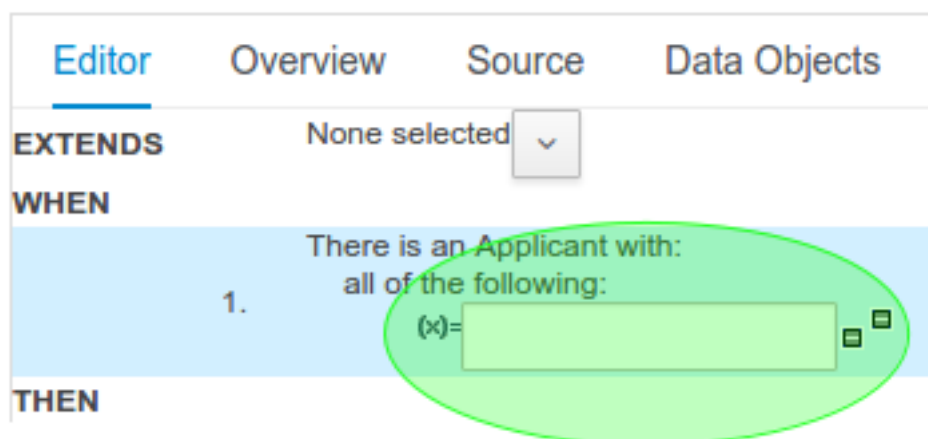 Editor Overview Source Data Objects
EXTENDS None selected
WHEN
There is an Applicant with:
all of the following:
1. (x)=
THEN